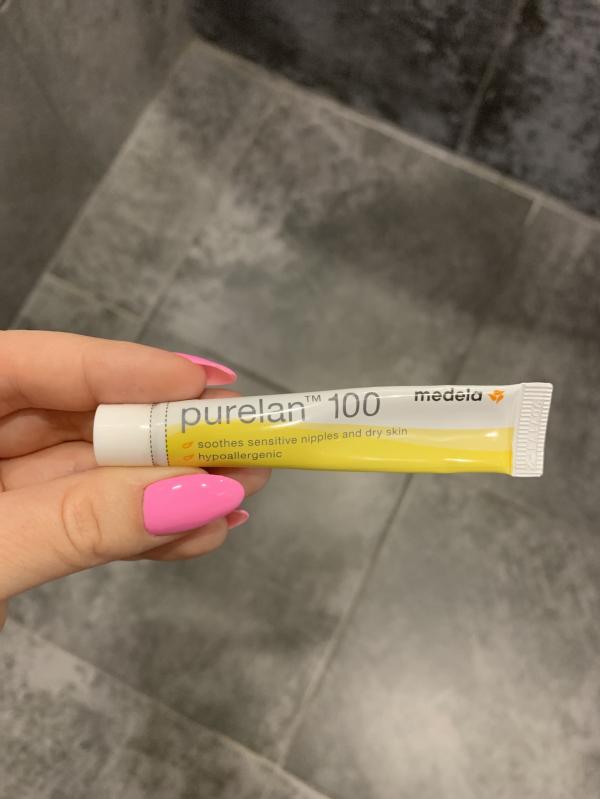 purelan™ 100
medela
soothes sensitive nipples and dry skin
hypoallergenic